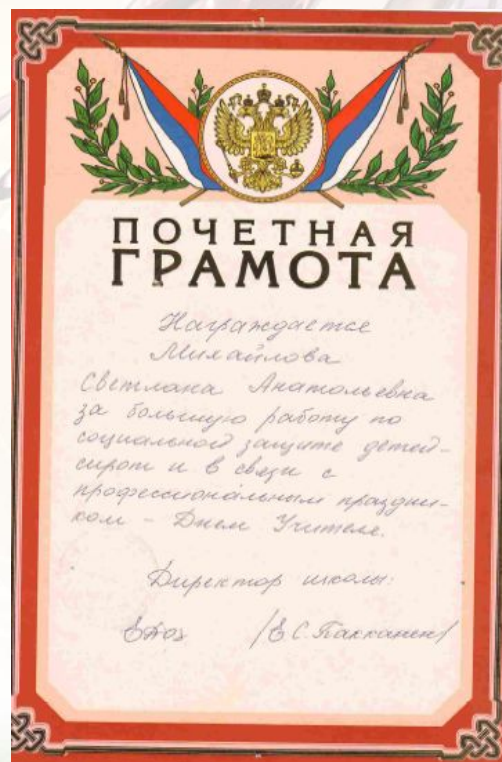 ПОЧЕТНАЯ
ГРАМОТА
Награждается
Михайлова
Светлана Анатольевна
за большую работу по
социальной защите детей-
сирот и в связи с
профессиональным праздни-
ком - Днем Учителя.
Директор школы:
/Е.С.